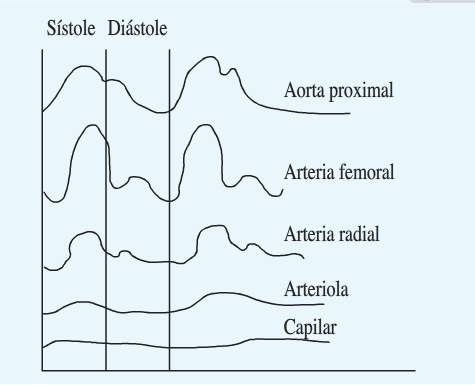 Sístole Diástole
Aorta proximal
Arteria femoral
Arteria radial
Arteriola
Capilar